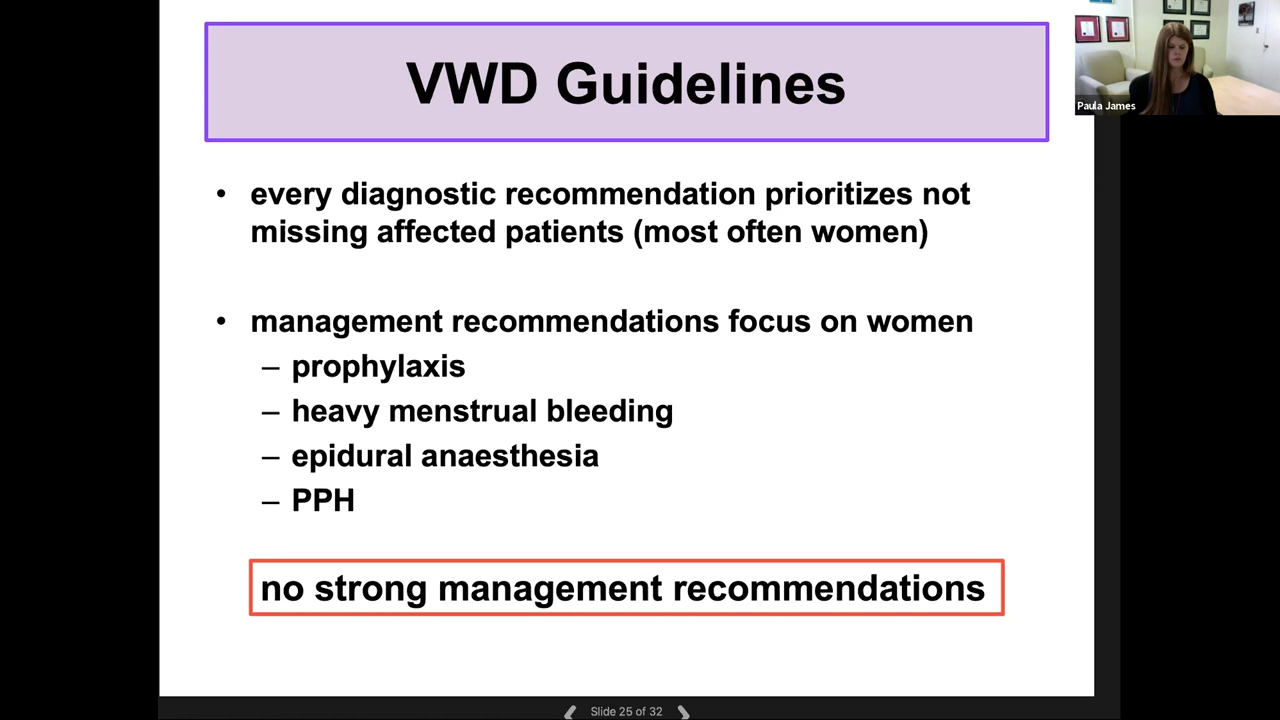 VWD Guidelines
Paula James
• every diagnostic recommendation prioritizes not
missing affected patients (most often women)
• management recommendations focus on women
– prophylaxis
– heavy menstrual bleeding
– epidural anaesthesia
– PPH
no strong management recommendations
Slide 25 of 32